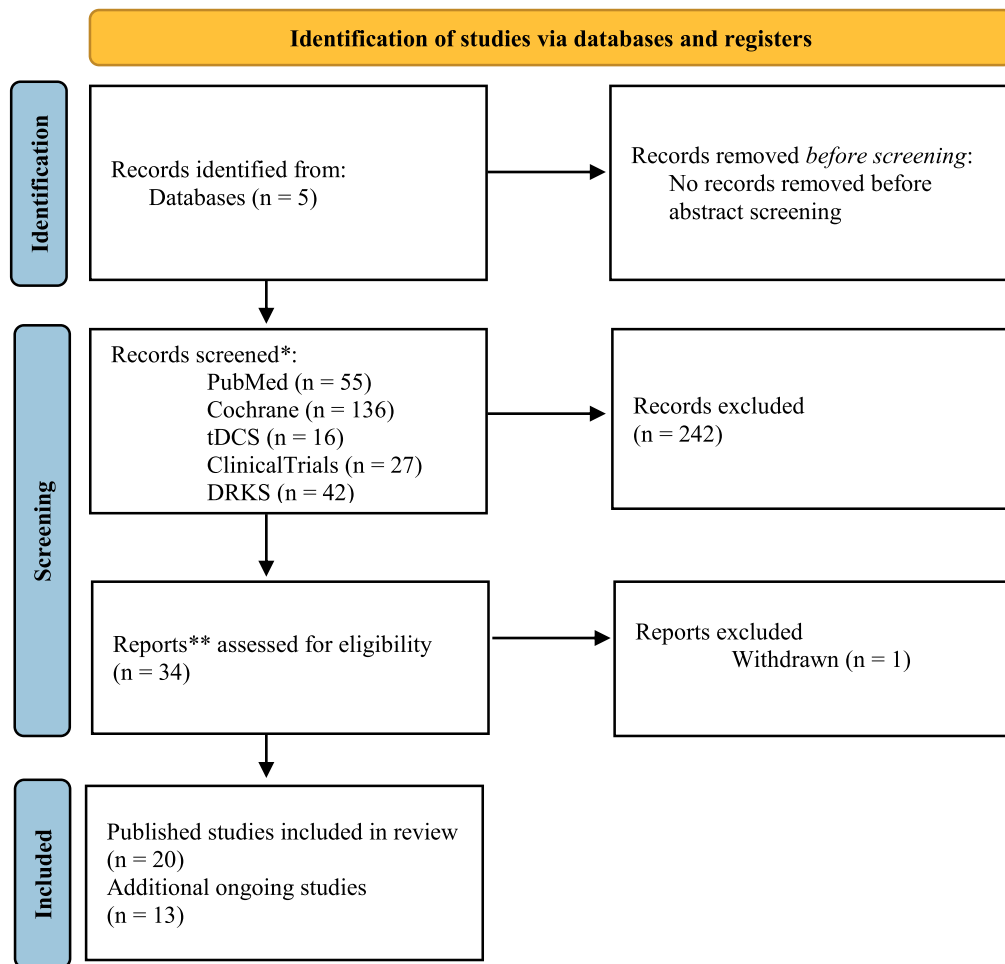 Identification of studies via databases and registers
Identification
Records identified from:
Databases (n = 5)
Records removed before screening:
No records removed before
abstract screening
Screening
Records screened*:
PubMed (n = 55)
Cochrane (n = 136)
tDCS (n = 16)
ClinicalTrials (n = 27)
DRKS (n = 42)
Records excluded
(n = 242)
Reports** assessed for eligibility
(n = 34)
Reports excluded
Withdrawn (n = 1)
Included
Published studies included in review
(n = 20)
Additional ongoing studies
(n = 13)